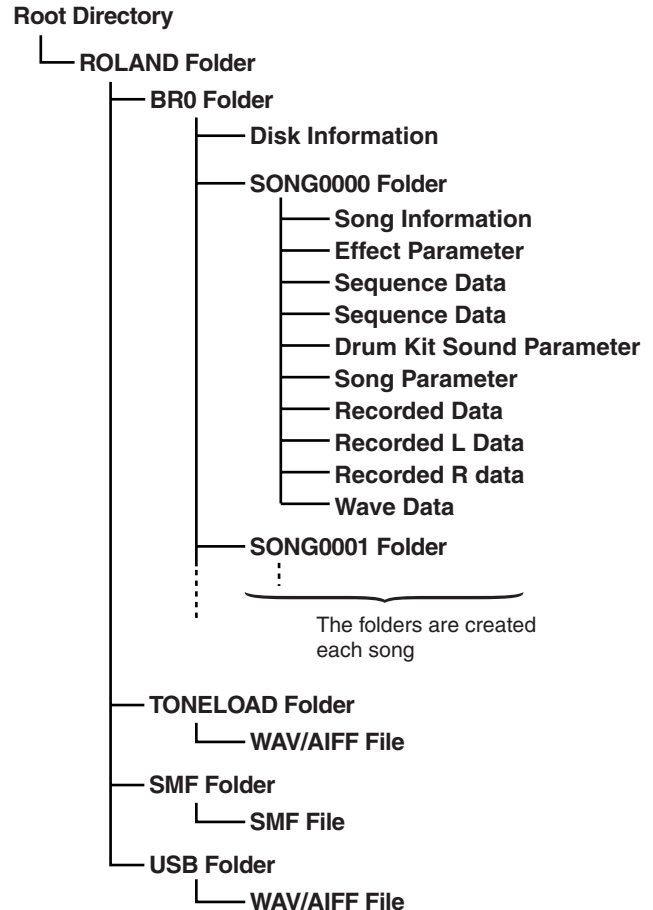 Root Directory
ROLAND Folder
BR0 Folder
Disk Information
SONG0000 Folder
Song Information
Effect Parameter
Sequence Data
Sequence Data
Drum Kit Sound Parameter
Song Parameter
Recorded Data
Recorded L Data
Recorded R data
Wave Data
SONG0001 Folder
The folders are created
each song
TONELOAD Folder
WAV/AIFF File
SMF Folder
SMF File
USB Folder
WAV/AIFF File